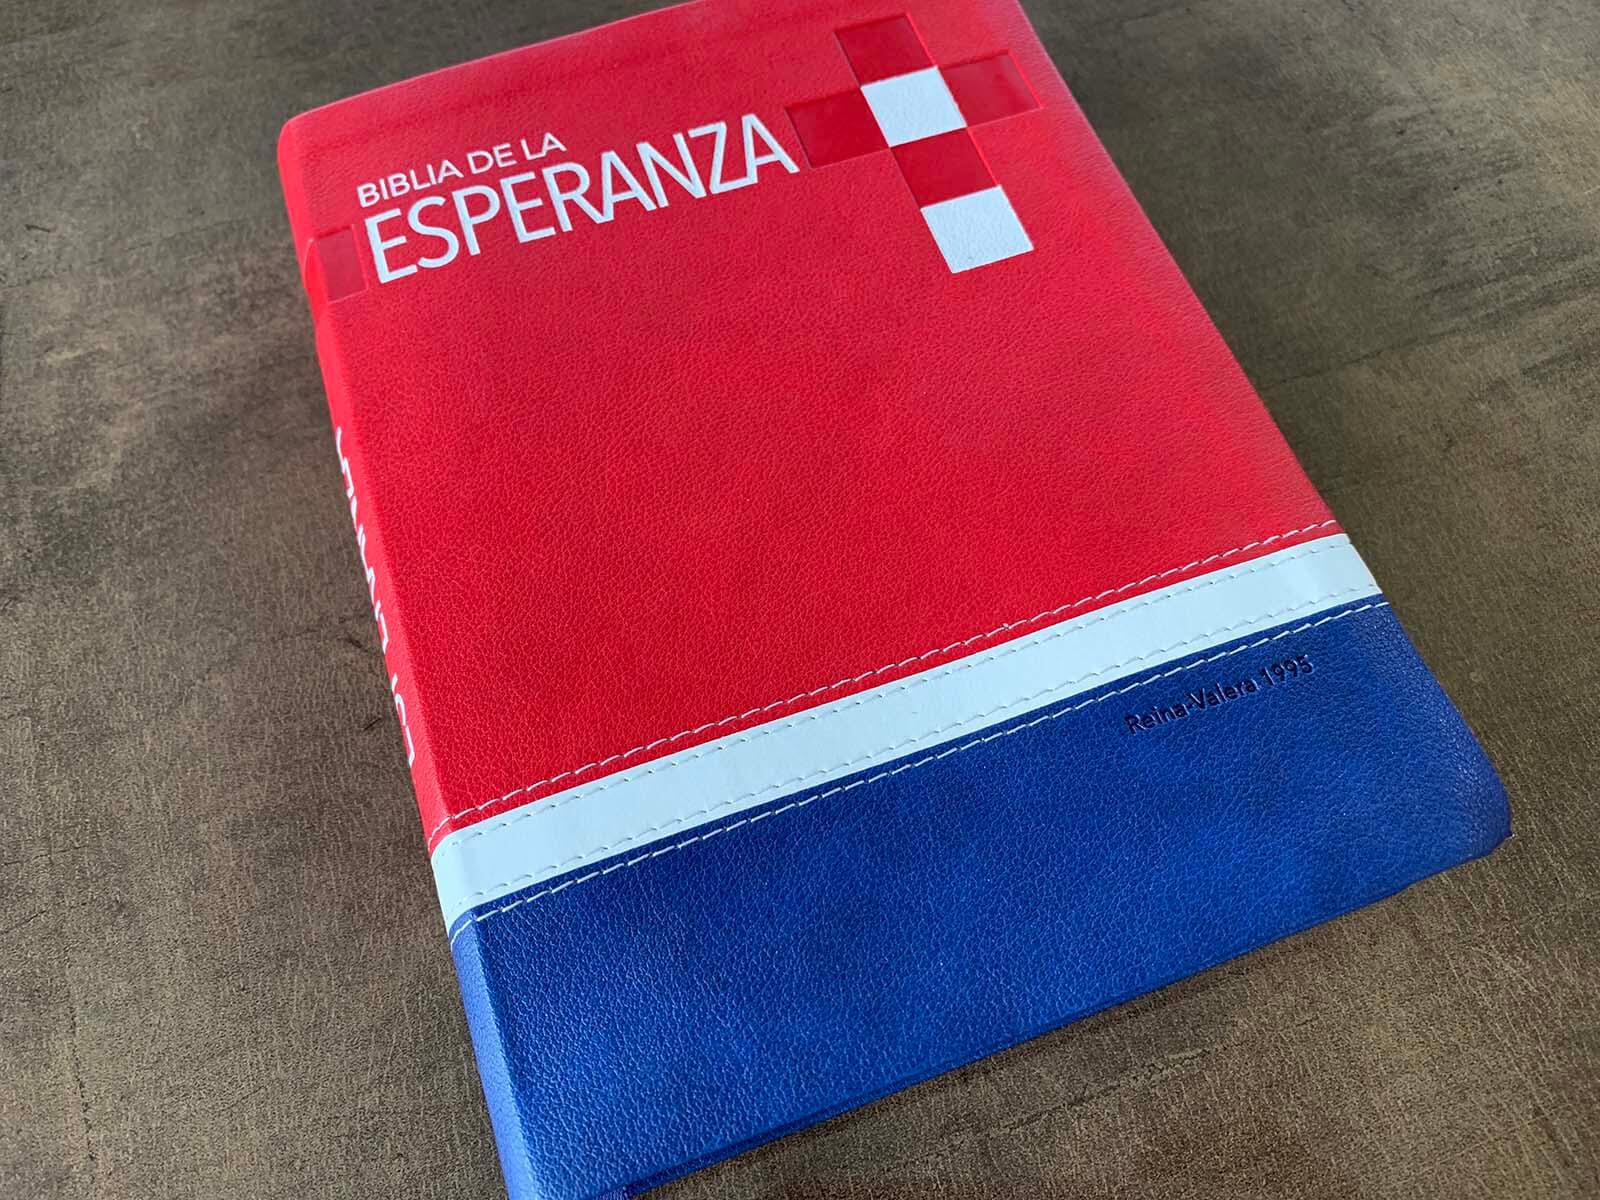 BIBLIA DE LA
ESPERANZA
Reina-Valera 1995